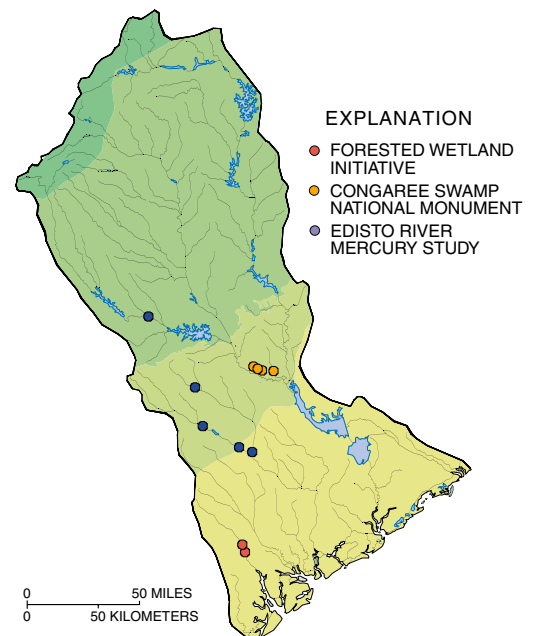 EXPLANATION
FORESTED WETLAND
INITIATIVE
CONGAREE SWAMP
NATIONAL MONUMENT
EDISTO RIVER
MERCURY STUDY
0 50 MILES
0 50 KILOMETERS